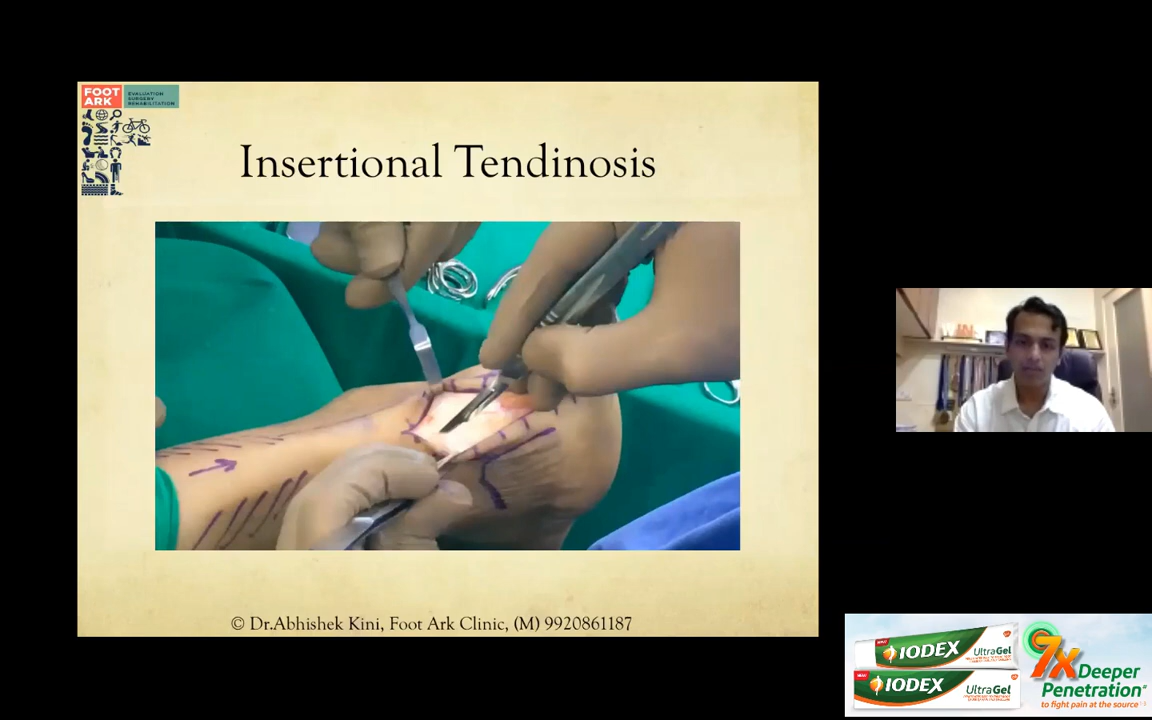 FOOT
ARK
EVALUATION
SURGERY
REHABILITATION
Insertional Tendinosis
© Dr.Abhishek Kini, Foot Ark Clinic, (M) 9920861187
IODEX
UltraGel
IODEX
UltraGel
7X
Deeper
Penetration
to fight pain at the source